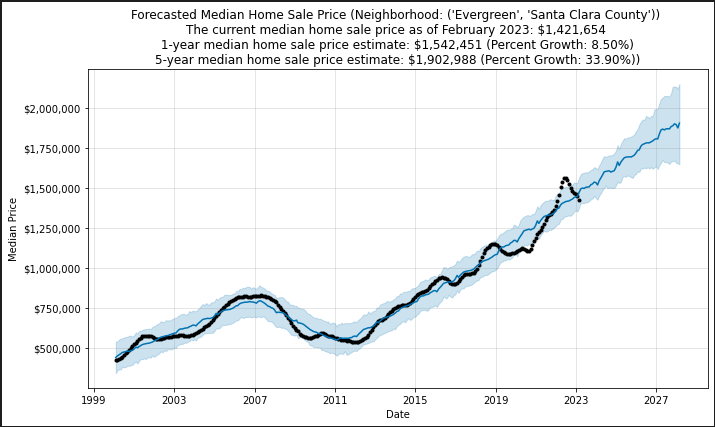 Forecasted Median Home Sale Price (Neighborhood: ('Evergreen', 'Santa Clara County'))
The current median home sale price as of February 2023: $1,421,654
1-year median home sale price estimate: $1,542,451 (Percent Growth: 8.50%)
5-year median home sale price estimate: $1,902,988 (Percent Growth: 33.90%))
$2,000,000
$1,750,000
$1,500,000
$1,250,000
$1,000,000
$750,000
$500,000
Median Price
1999 2003 2007 2011 2015 2019 2023 2027
Date